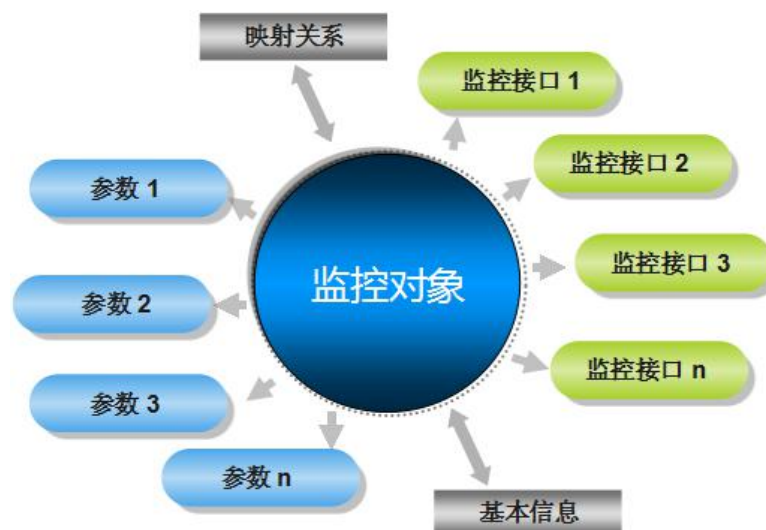 映射关系
监控接口 1
监控接口 2
参数 1
监控接口 3
监控对象
参数 2
监控接口 n
参数 3
参数 n
基本信息